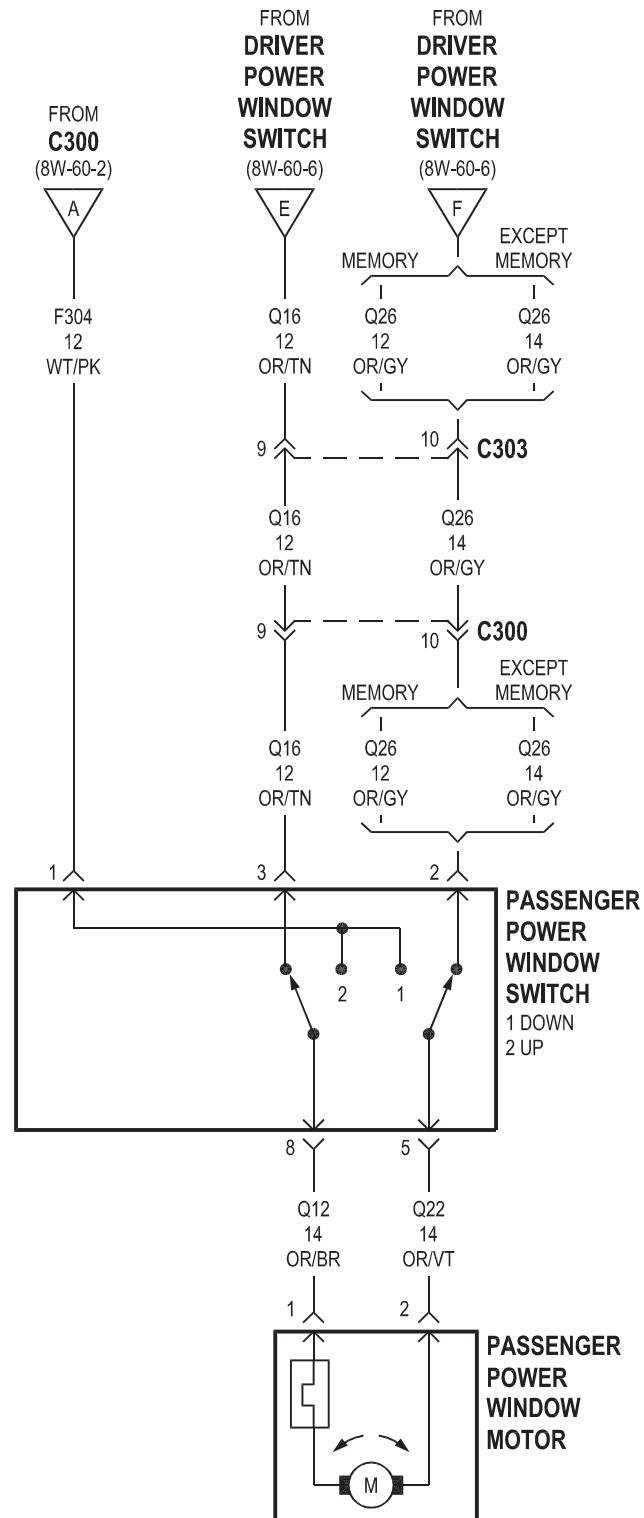 FROM
C300
(8W-60-2)
A
FROM
DRIVER
POWER
WINDOW
SWITCH
(8W-60-6)
E
FROM
DRIVER
POWER
WINDOW
SWITCH
(8W-60-6)
F
MEMORY
EXCEPT
MEMORY
F304
12
WT/PK
Q16
12
OR/TN
Q26
12
OR/GY
Q26
14
OR/GY
9
10
C303
Q16
12
OR/TN
Q26
14
OR/GY
9
10
C300
MEMORY
EXCEPT
MEMORY
Q16
12
OR/TN
Q26
12
OR/GY
Q26
14
OR/GY
1
3
2
2
1
PASSENGER
POWER
WINDOW
SWITCH
1 DOWN
2 UP
8
5
Q12
14
OR/BR
Q22
14
OR/VT
1
2
PASSENGER
POWER
WINDOW
MOTOR
M